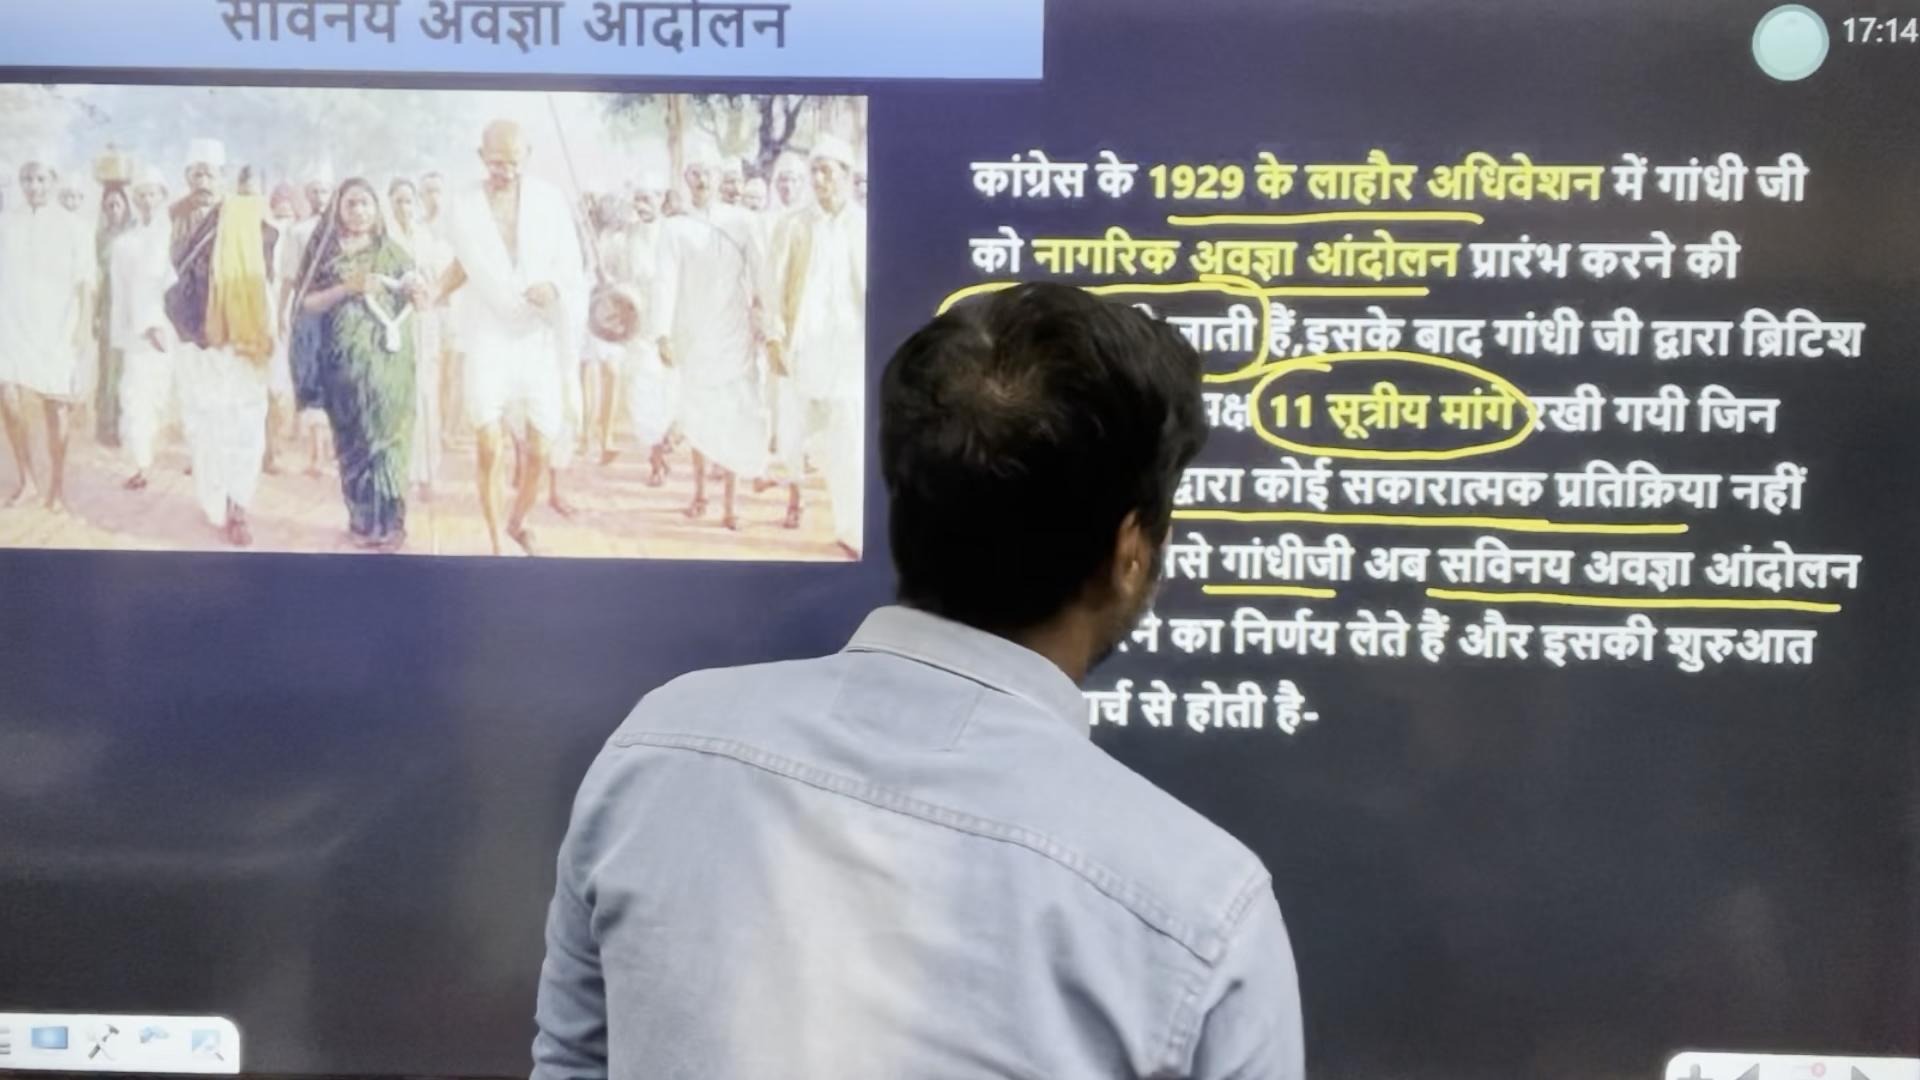 सविनय अवज्ञा आंदोलन
17:14
कांग्रेस के 1929 के लाहौर अधिवेशन में गांधी जी
को नागरिक अवज्ञा आंदोलन प्रारंभ करने की
जाती हैं,इसके बाद गांधी जी द्वारा ब्रिटिश
11 सूत्रीय मांगे रखी गयी जिन
द्वारा कोई सकारात्मक प्रतिक्रिया नहीं
गांधीजी अब सविनय अवज्ञा आंदोलन
का निर्णय लेते हैं और इसकी शुरुआत
से होती है-